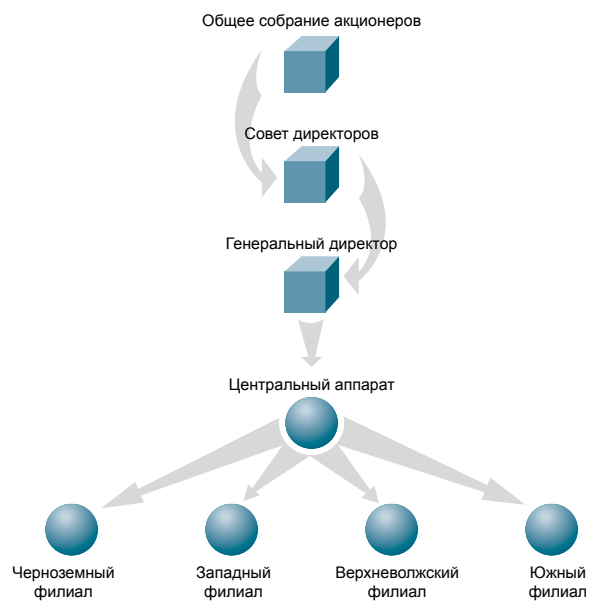 Общее собрание акционеров
Совет директоров
Генеральный директор
Центральный аппарат
Черноземный
филиал
Западный
филиал
Верхневолжский
филиал
Южный
филиал